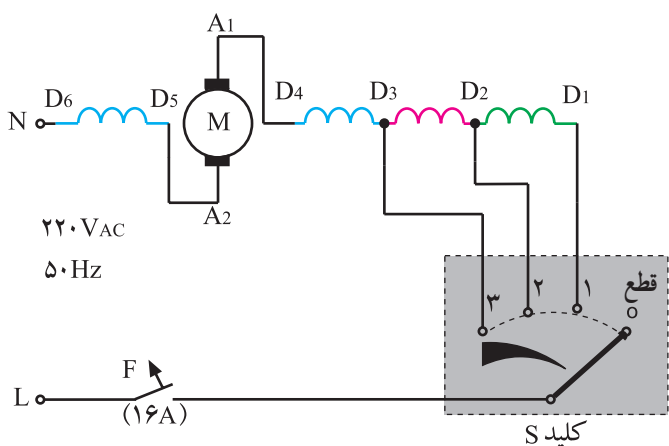 A1
D6 D5 D4 D3 D2 D1
N M
A2
۲۲۰VAC
۵۰Hz
۳ ۲ ۱ قطع
o
F
L
(۱۶A)
کلید S